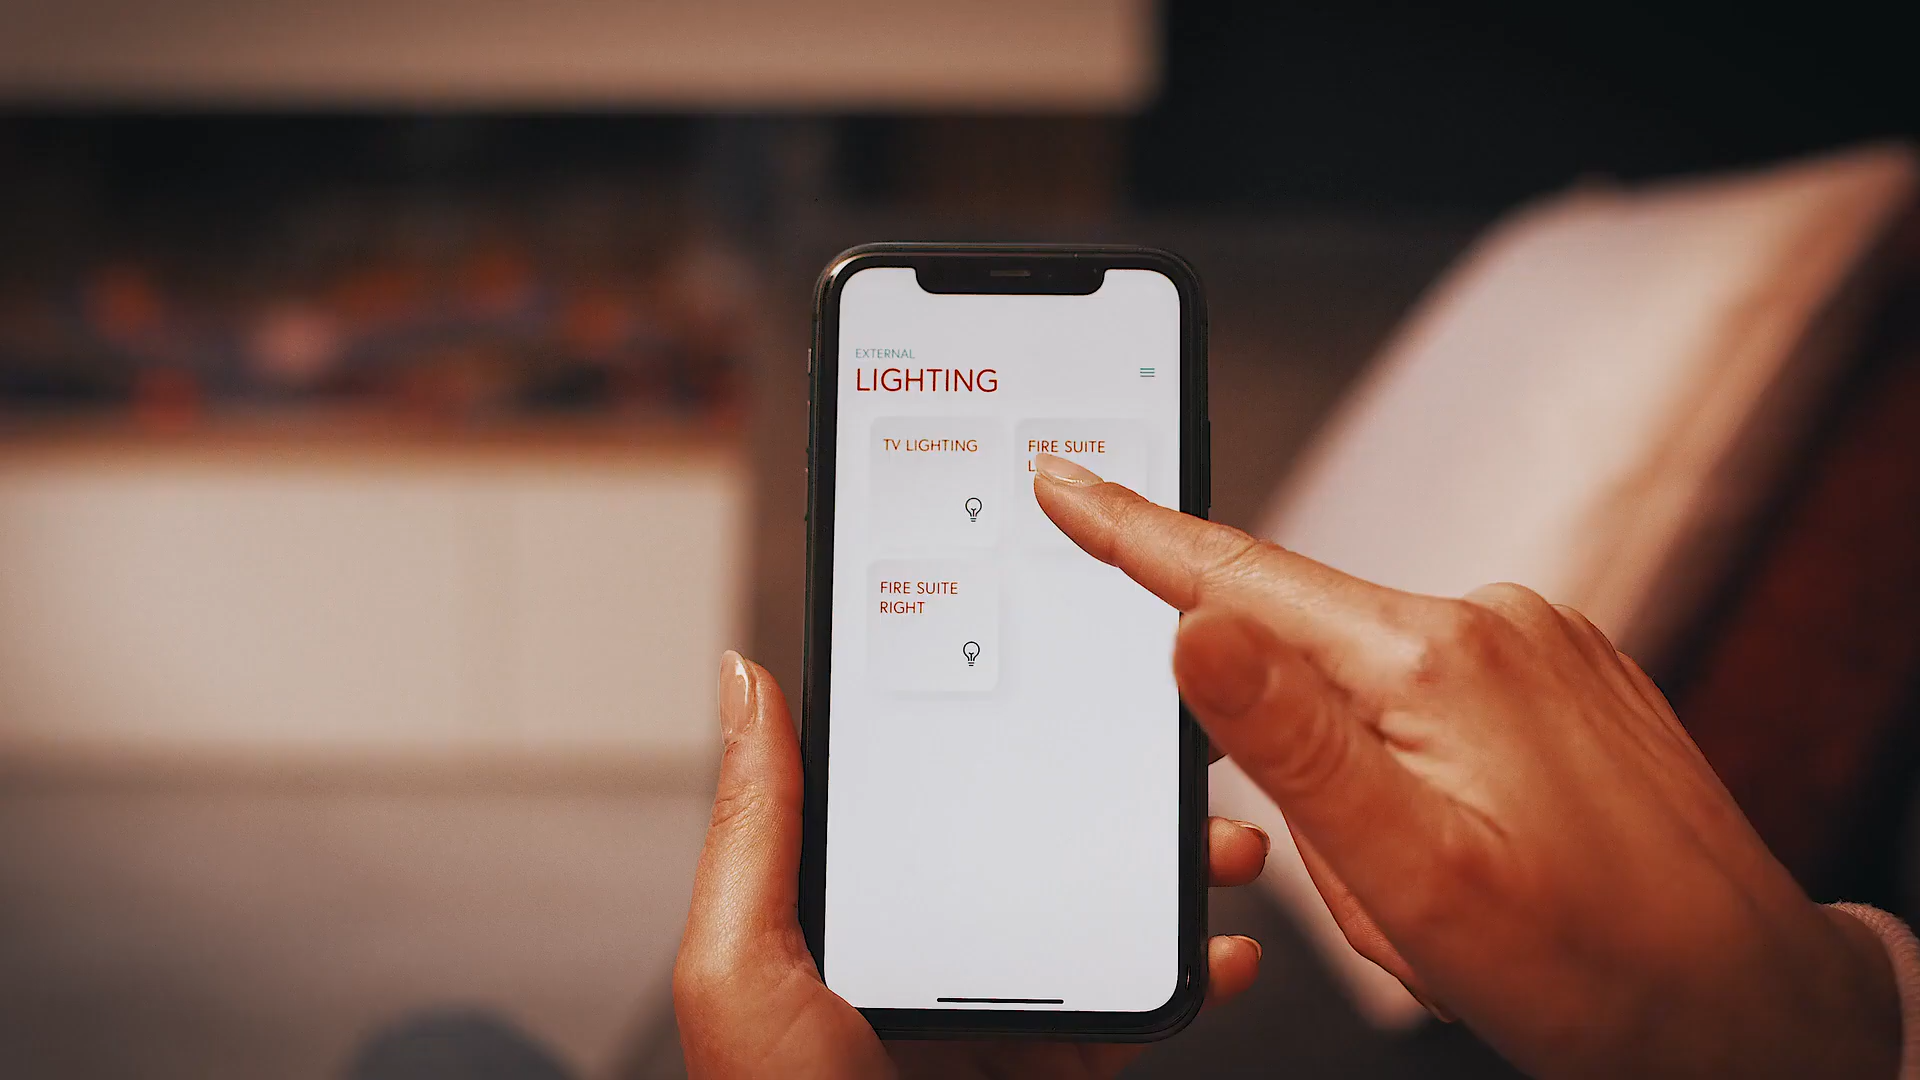 EXTERNAL
LIGHTING
TV LIGHTING
FIRE SUITE
FIRE SUITE
RIGHT